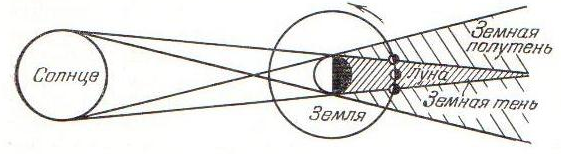 Солнце
Земля
Луна
Земная
полутень
Земная тень